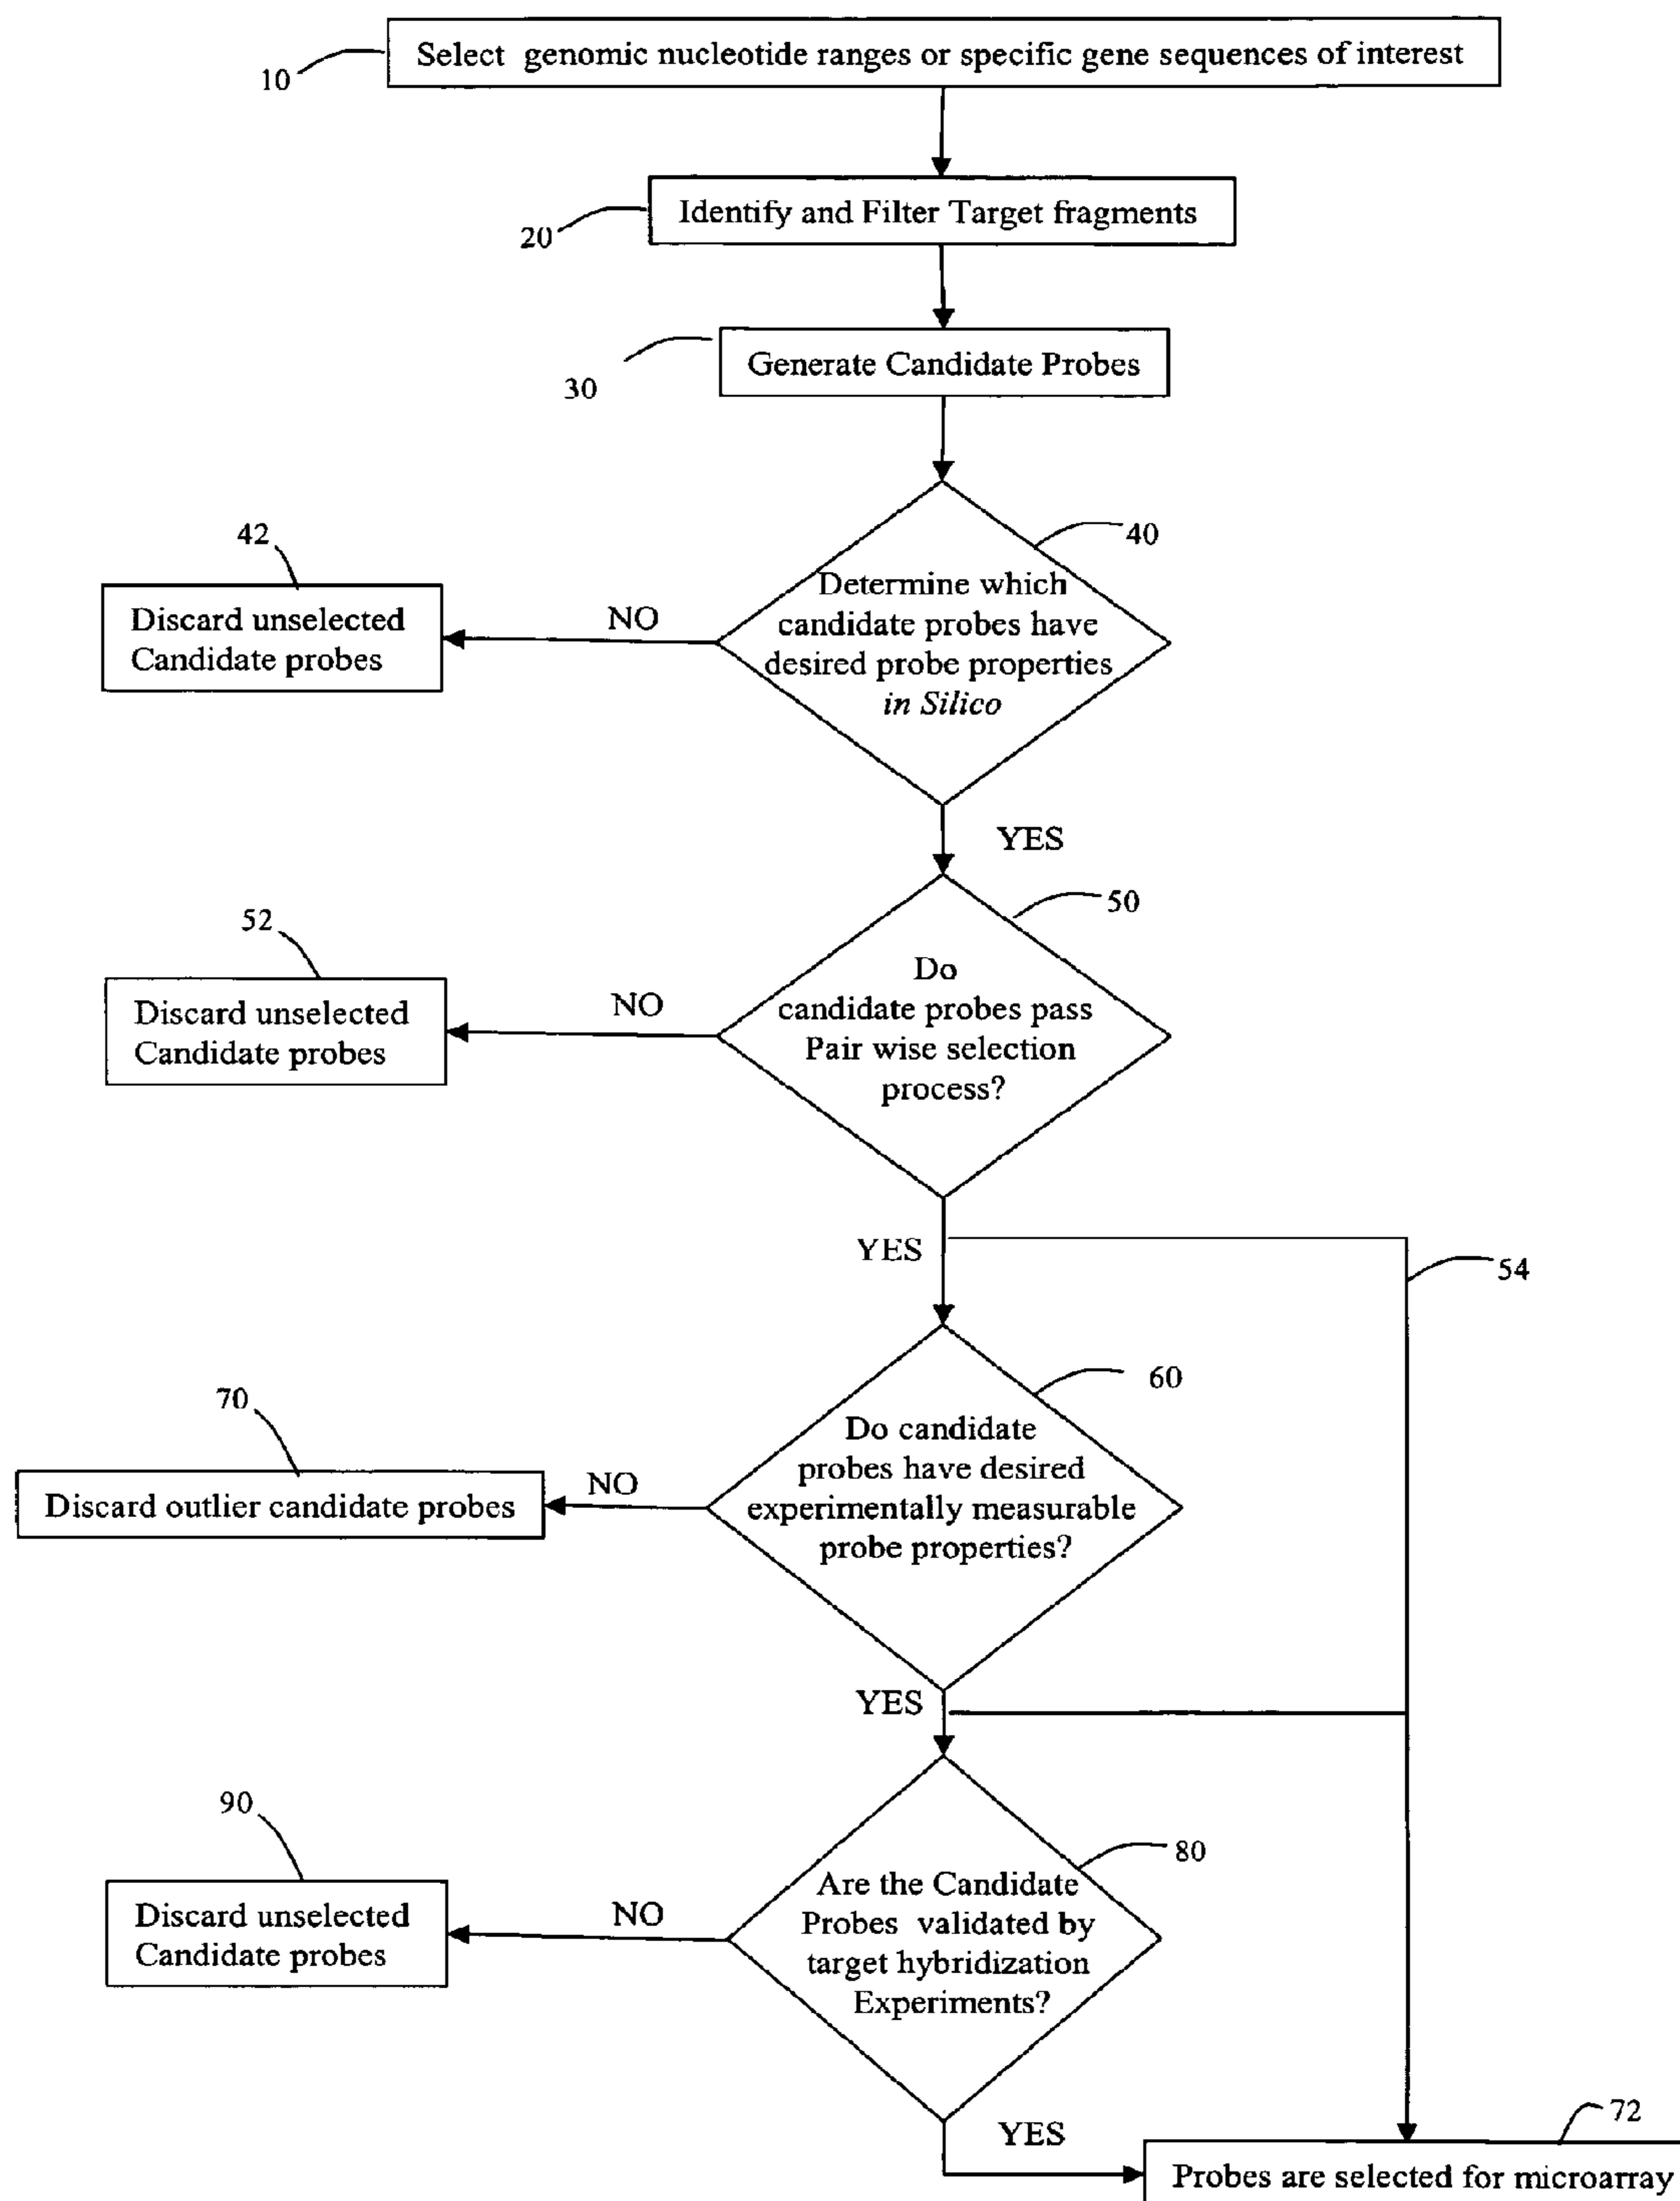 Select genomic nucleotide ranges or specific gene sequences of interest
10
Identify and Filter Target fragments
20
Generate Candidate Probes
30
40
Determine which
candidate probes have
desired probe properties
in Silico
42
Discard unselected
Candidate probes
NO
YES
50
Do
candidate probes pass
Pair wise selection
process?
52
Discard unselected
Candidate probes
NO
YES
54
60
Do candidate
probes have desired
experimentally measurable
probe properties?
70
Discard outlier candidate probes
NO
YES
80
Are the Candidate
Probes validated by
target hybridization
Experiments?
90
Discard unselected
Candidate probes
NO
YES
72
Probes are selected for microarray